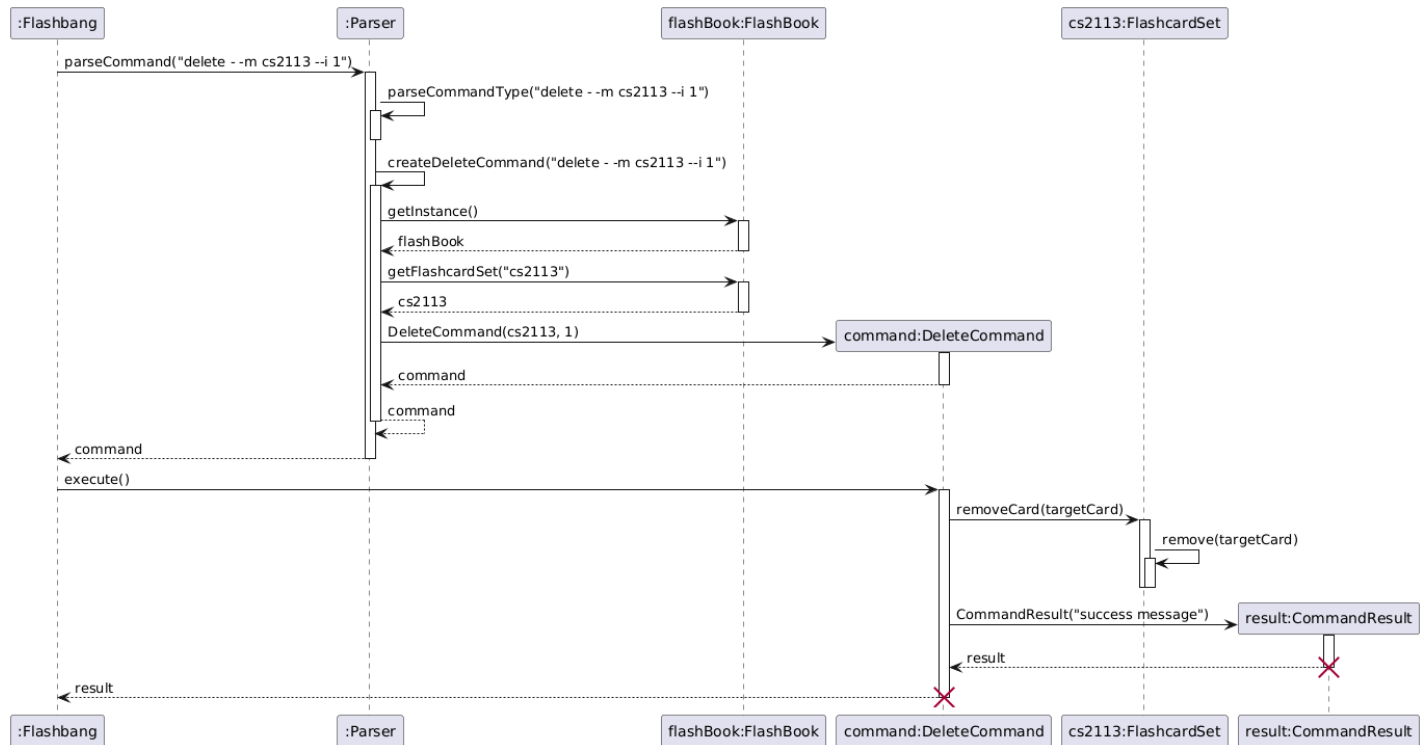 :Flashbang
:Parser
flashBook:FlashBook
cs2113:FlashcardSet
parseCommand("delete - -m cs2113 --i 1")
parseCommandType("delete - -m cs2113 --i 1")
createDeleteCommand("delete - -m cs2113 --i 1")
getInstance()
flashBook
getFlashcardSet("cs2113")
cs2113
DeleteCommand(cs2113, 1)
command:DeleteCommand
command
command
command
execute()
removeCard(targetCard)
remove(targetCard)
CommandResult("success message")
result:CommandResult
result
result
:Flashbang
:Parser
flashBook:FlashBook
command:DeleteCommand
cs2113:FlashcardSet
result:CommandResult